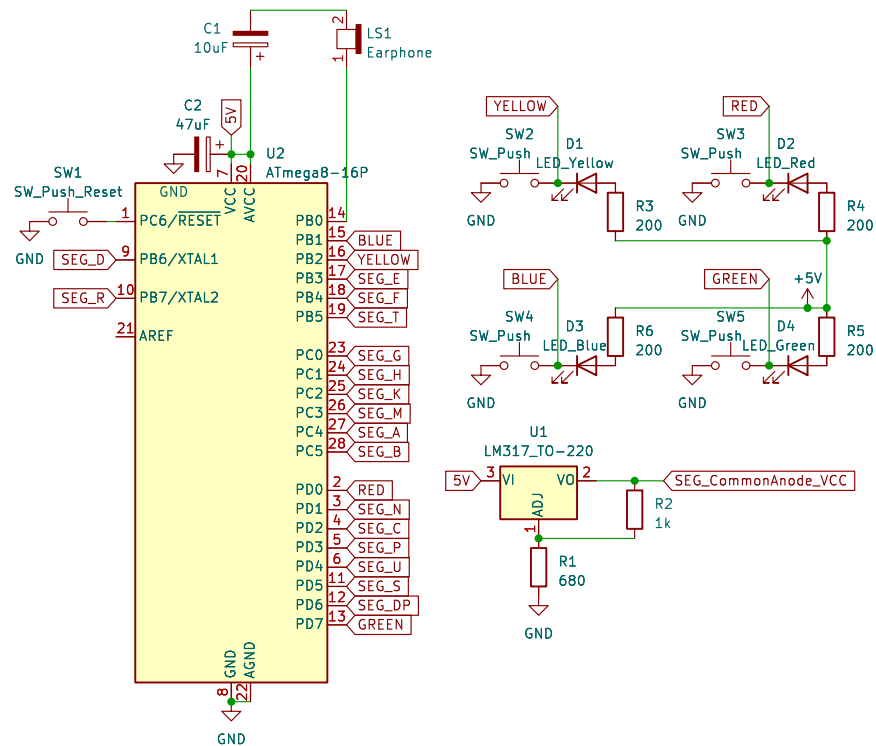 C1
10uF
+
2
1
LS1
Earphone
C2
47uF
+
GND
5V
7
20
VCC
AVCC
U2
ATmega8-16P
SW1
SW_Push_Reset
GND
1
PC6/RESET
SEG_D
9
PB6/XTAL1
SEG_R
10
PB7/XTAL2
21
AREF
PB0
14
PB1
15
BLUE
PB2
16
YELLOW
PB3
17
SEG_E
PB4
18
SEG_F
PB5
19
SEG_T
PC0
23
SEG_G
PC1
24
SEG_H
PC2
25
SEG_K
PC3
26
SEG_M
PC4
27
SEG_A
PC5
28
SEG_B
PD0
2
RED
PD1
3
SEG_N
PD2
4
SEG_C
PD3
5
SEG_P
PD4
6
SEG_U
PD5
11
SEG_S
PD6
12
SEG_DP
PD7
13
GREEN
GND
AGND
8
22
GND
YELLOW
SW2
SW_Push
D1
LED_Yellow
GND
R3
200
RED
SW3
SW_Push
D2
LED_Red
GND
R4
200
BLUE
SW4
SW_Push
D3
LED_Blue
GND
R6
200
GREEN
+5V
SW5
SW_Push
D4
LED_Green
GND
R5
200
U1
LM317_TO-220
5V
3
VI
VO
2
ADJ
1
SEG_CommonAnode_VCC
R2
1k
R1
680
GND